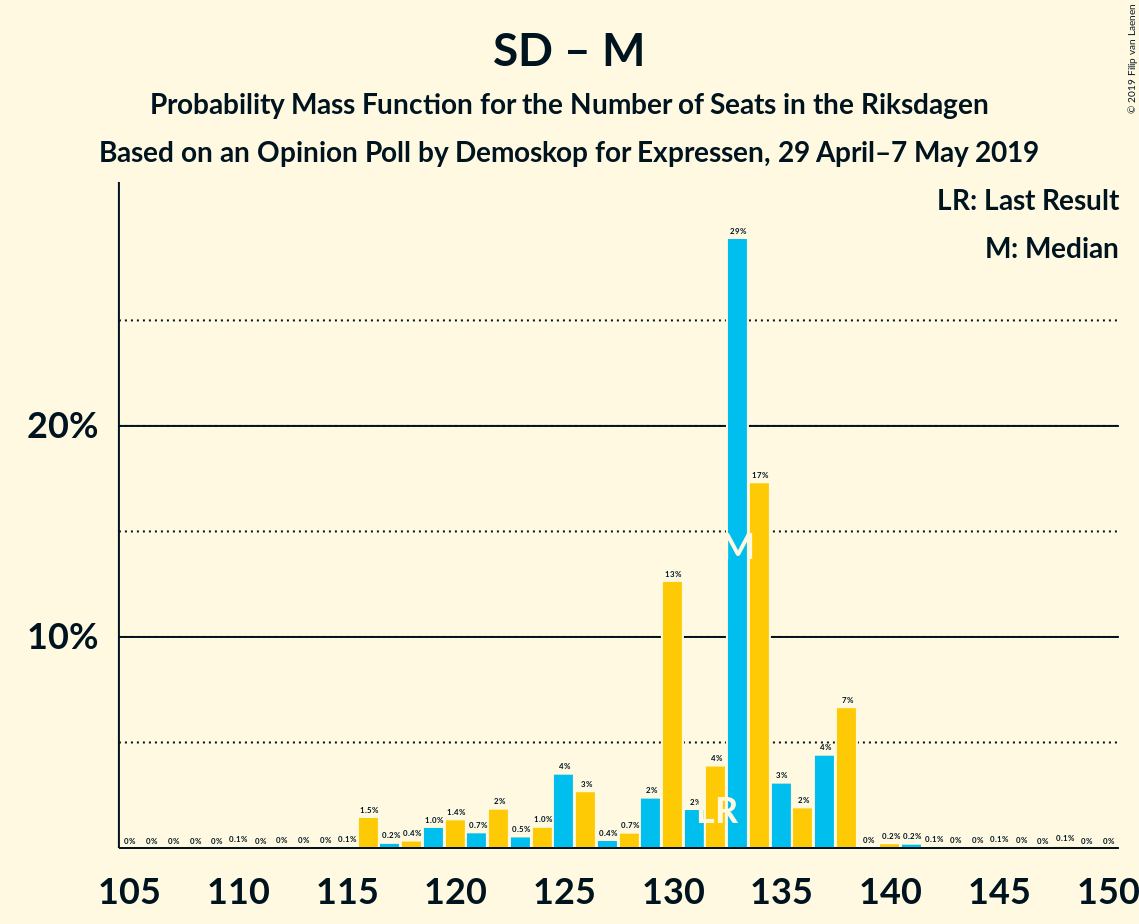 SD – M
Probability Mass Function for the Number of Seats in the Riksdagen
Based on an Opinion Poll by Demoskop for Expressen, 29 April–7 May 2019
© 2019 Filip van Laenen
LR: Last Result
M: Median
20%
10%
0% 0% 0% 0% 0% 0.1% 0% 0% 0% 0% 0.1% 1.5% 0.2% 0.4% 1.0% 1.4% 0.7% 2% 0.5% 1.0% 4% 3% 0.4% 0.7% 2% 13% 2% 4% 29% 17% 3% 2% 4% 7% 0% 0.2% 0.2% 0.1% 0% 0% 0.1% 0% 0% 0.1% 0% 0%
M
LR
105 110 115 120 125 130 135 140 145 150